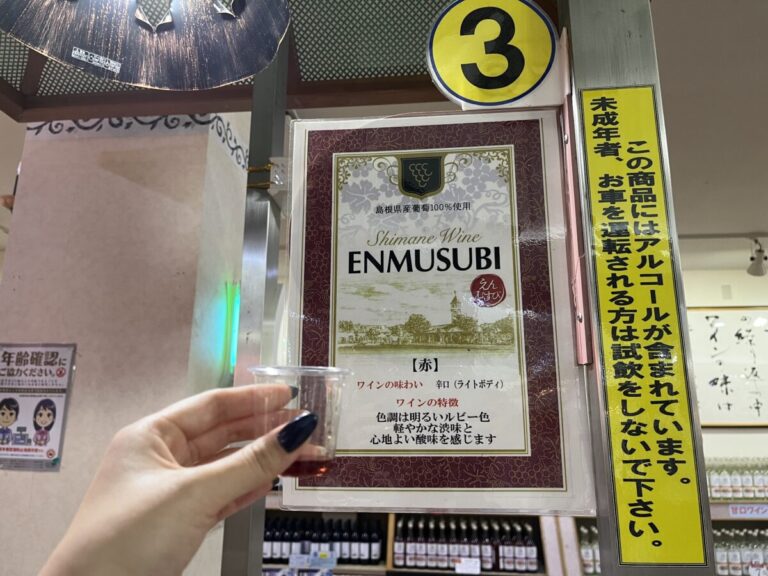 3
島根県産葡萄100%使用
Shimane Wine
ENMUSUBI
えん
むすび
【赤】
ワインの味わい 辛口（ライトボディ）
ワインの特徴
色調は明るいルビー色
軽やかな渋味と
心地よい酸味を感じます
この商品にはアルコールが含まれています。
未成年者、お車を運転される方は試飲をしないで下さい。
年齢確認に
ご協力ください。
甘口ワイン